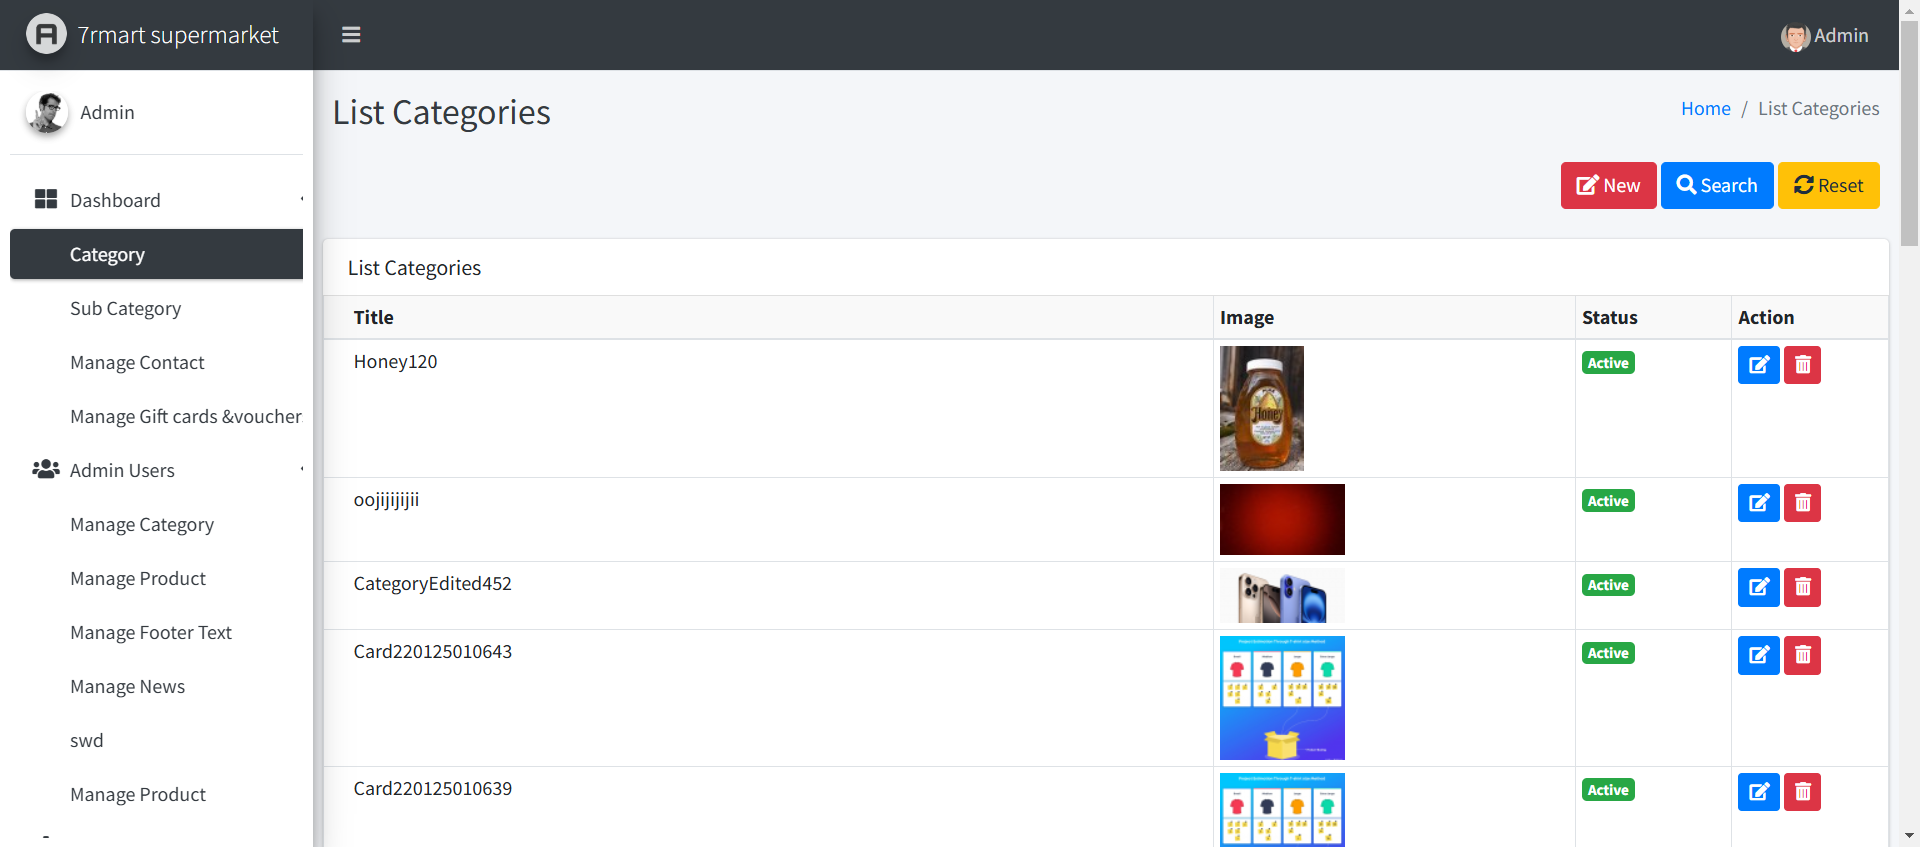 7rmart supermarket
Admin
Admin
List Categories
Home / List Categories
New
Search
Reset
Dashboard
Category
Sub Category
Manage Contact
Manage Gift cards &voucher
Admin Users
Manage Category
Manage Product
Manage Footer Text
Manage News
swd
Manage Product
List Categories
Title Image Status Action
Honey120 Active
Honey
oojijijijii Active
CategoryEdited452 Active
Card220125010643 Active
Card220125010639 Active